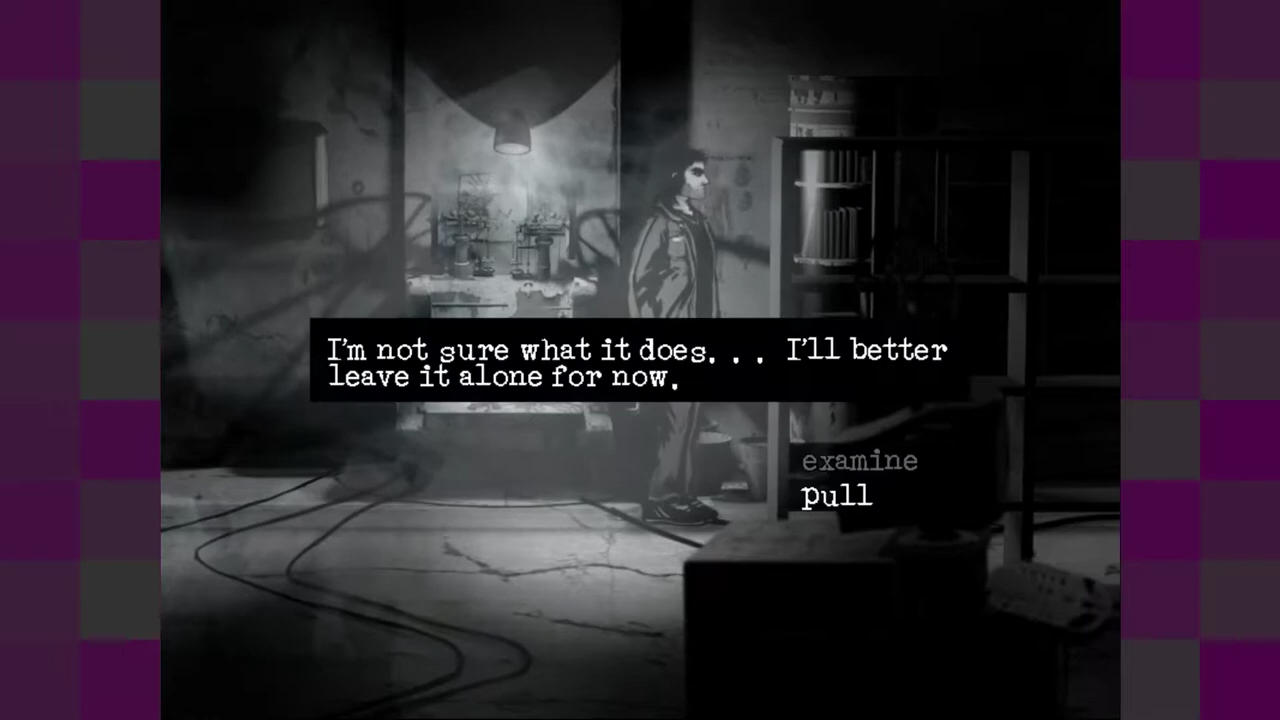 I'm not sure what it does. . . I'll better
leave it alone for now.
examine
pull